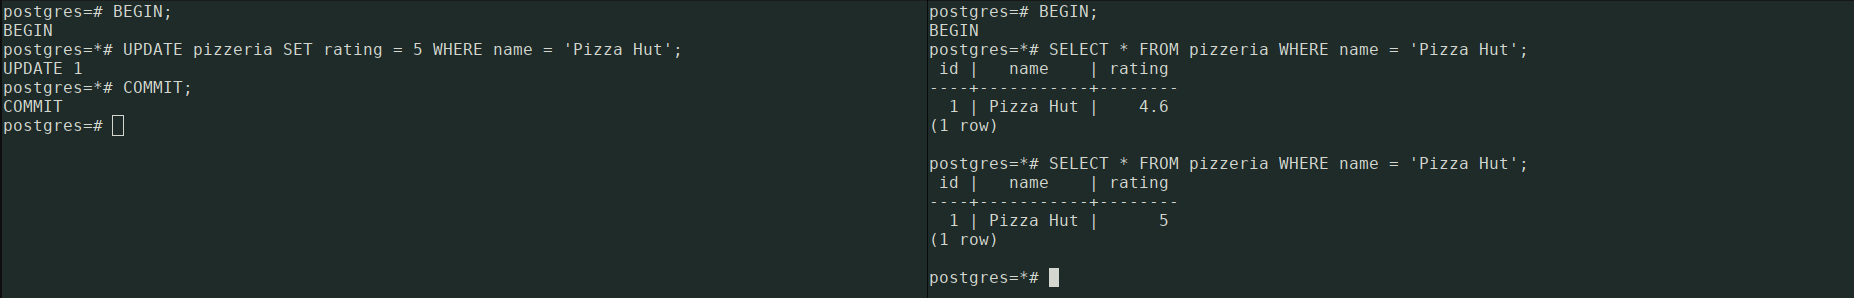 postgres=# BEGIN;
BEGIN
postgres=*# UPDATE pizzeria SET rating = 5 WHERE name = 'Pizza Hut';
UPDATE 1
postgres=*# COMMIT;
COMMIT
postgres=#
postgres=# BEGIN;
BEGIN
postgres=*# SELECT * FROM pizzeria WHERE name = 'Pizza Hut';
 id |   name    | rating
----+-----------+--------
  1 | Pizza Hut |    4.6
(1 row)

postgres=*# SELECT * FROM pizzeria WHERE name = 'Pizza Hut';
 id |   name    | rating
----+-----------+--------
  1 | Pizza Hut |      5
(1 row)

postgres=*#